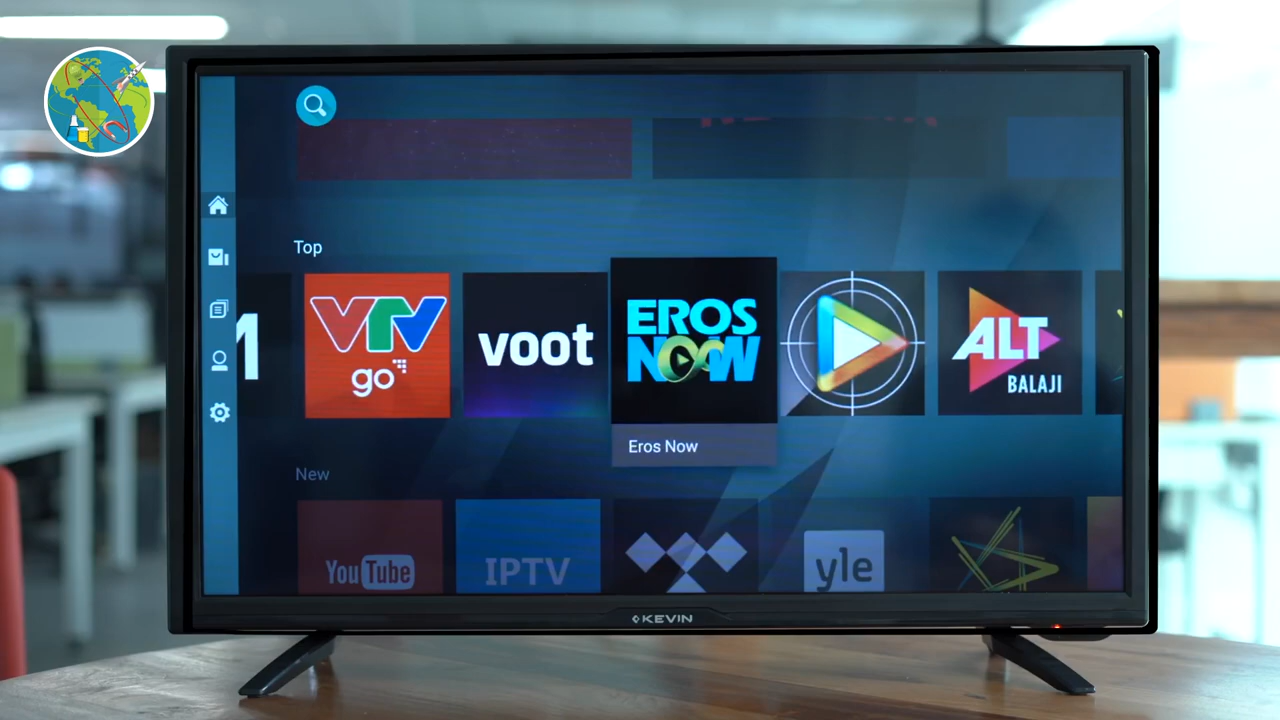 Top
VTV
go
voot
EROS
NOW
ALT
BALAJI
Eros Now
New
YouTube
IPTV
yle
KEVIN